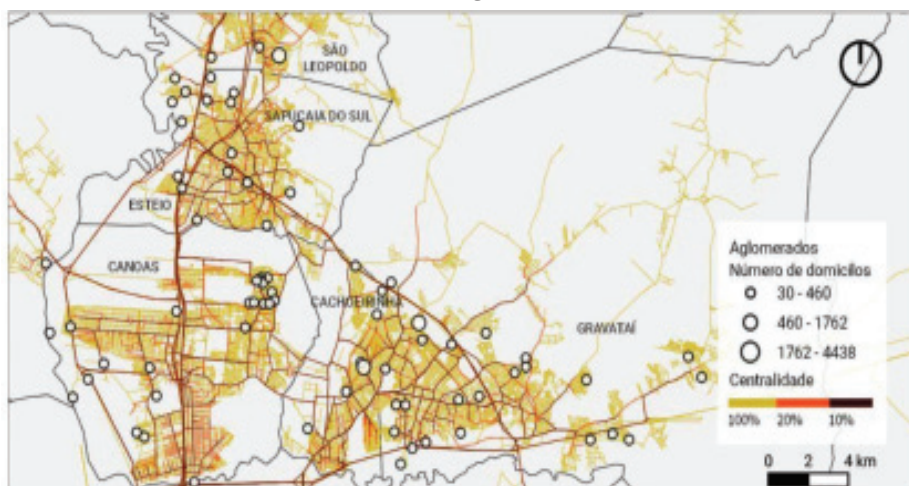 SÃO
LEOPOLDO
SAPUCAIA DO SUL
ESTEIO
CANOAS
CACHOEIRINHA
GRAVATAÍ
Aglomerados
Número de domicilos
30 - 460
460 - 1762
1762 - 4438
Centralidade
100% 20% 10%
0 2 4 km